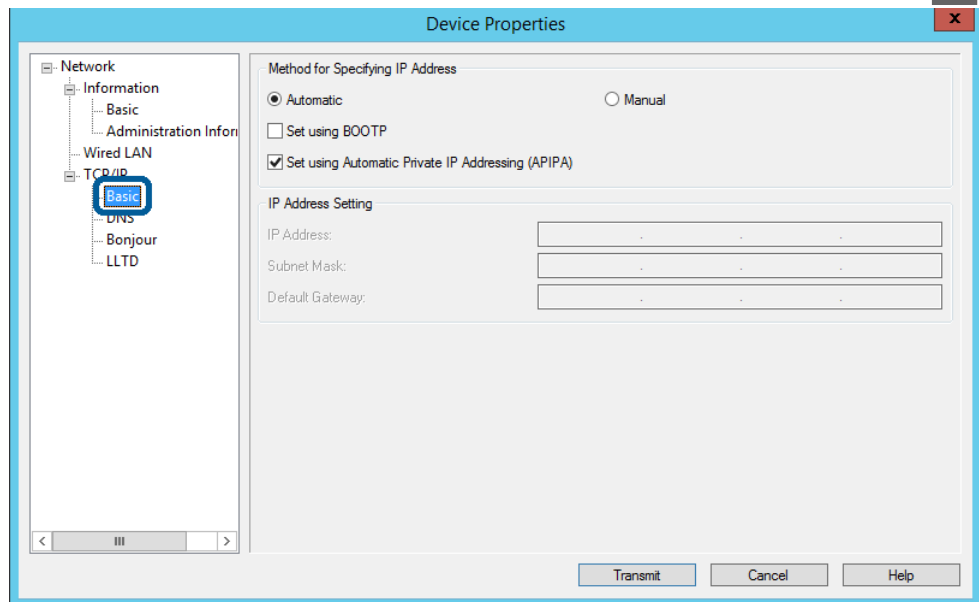 Device Properties
x
Network
Information
Basic
Administration Infor
Wired LAN
TCP/IP
Basic
DNS
Bonjour
LLTD
Method for Specifying IP Address
Automatic
Manual
Set using BOOTP
Set using Automatic Private IP Addressing (APIPA)
IP Address Setting
IP Address:
Subnet Mask:
Default Gateway:
Transmit
Cancel
Help